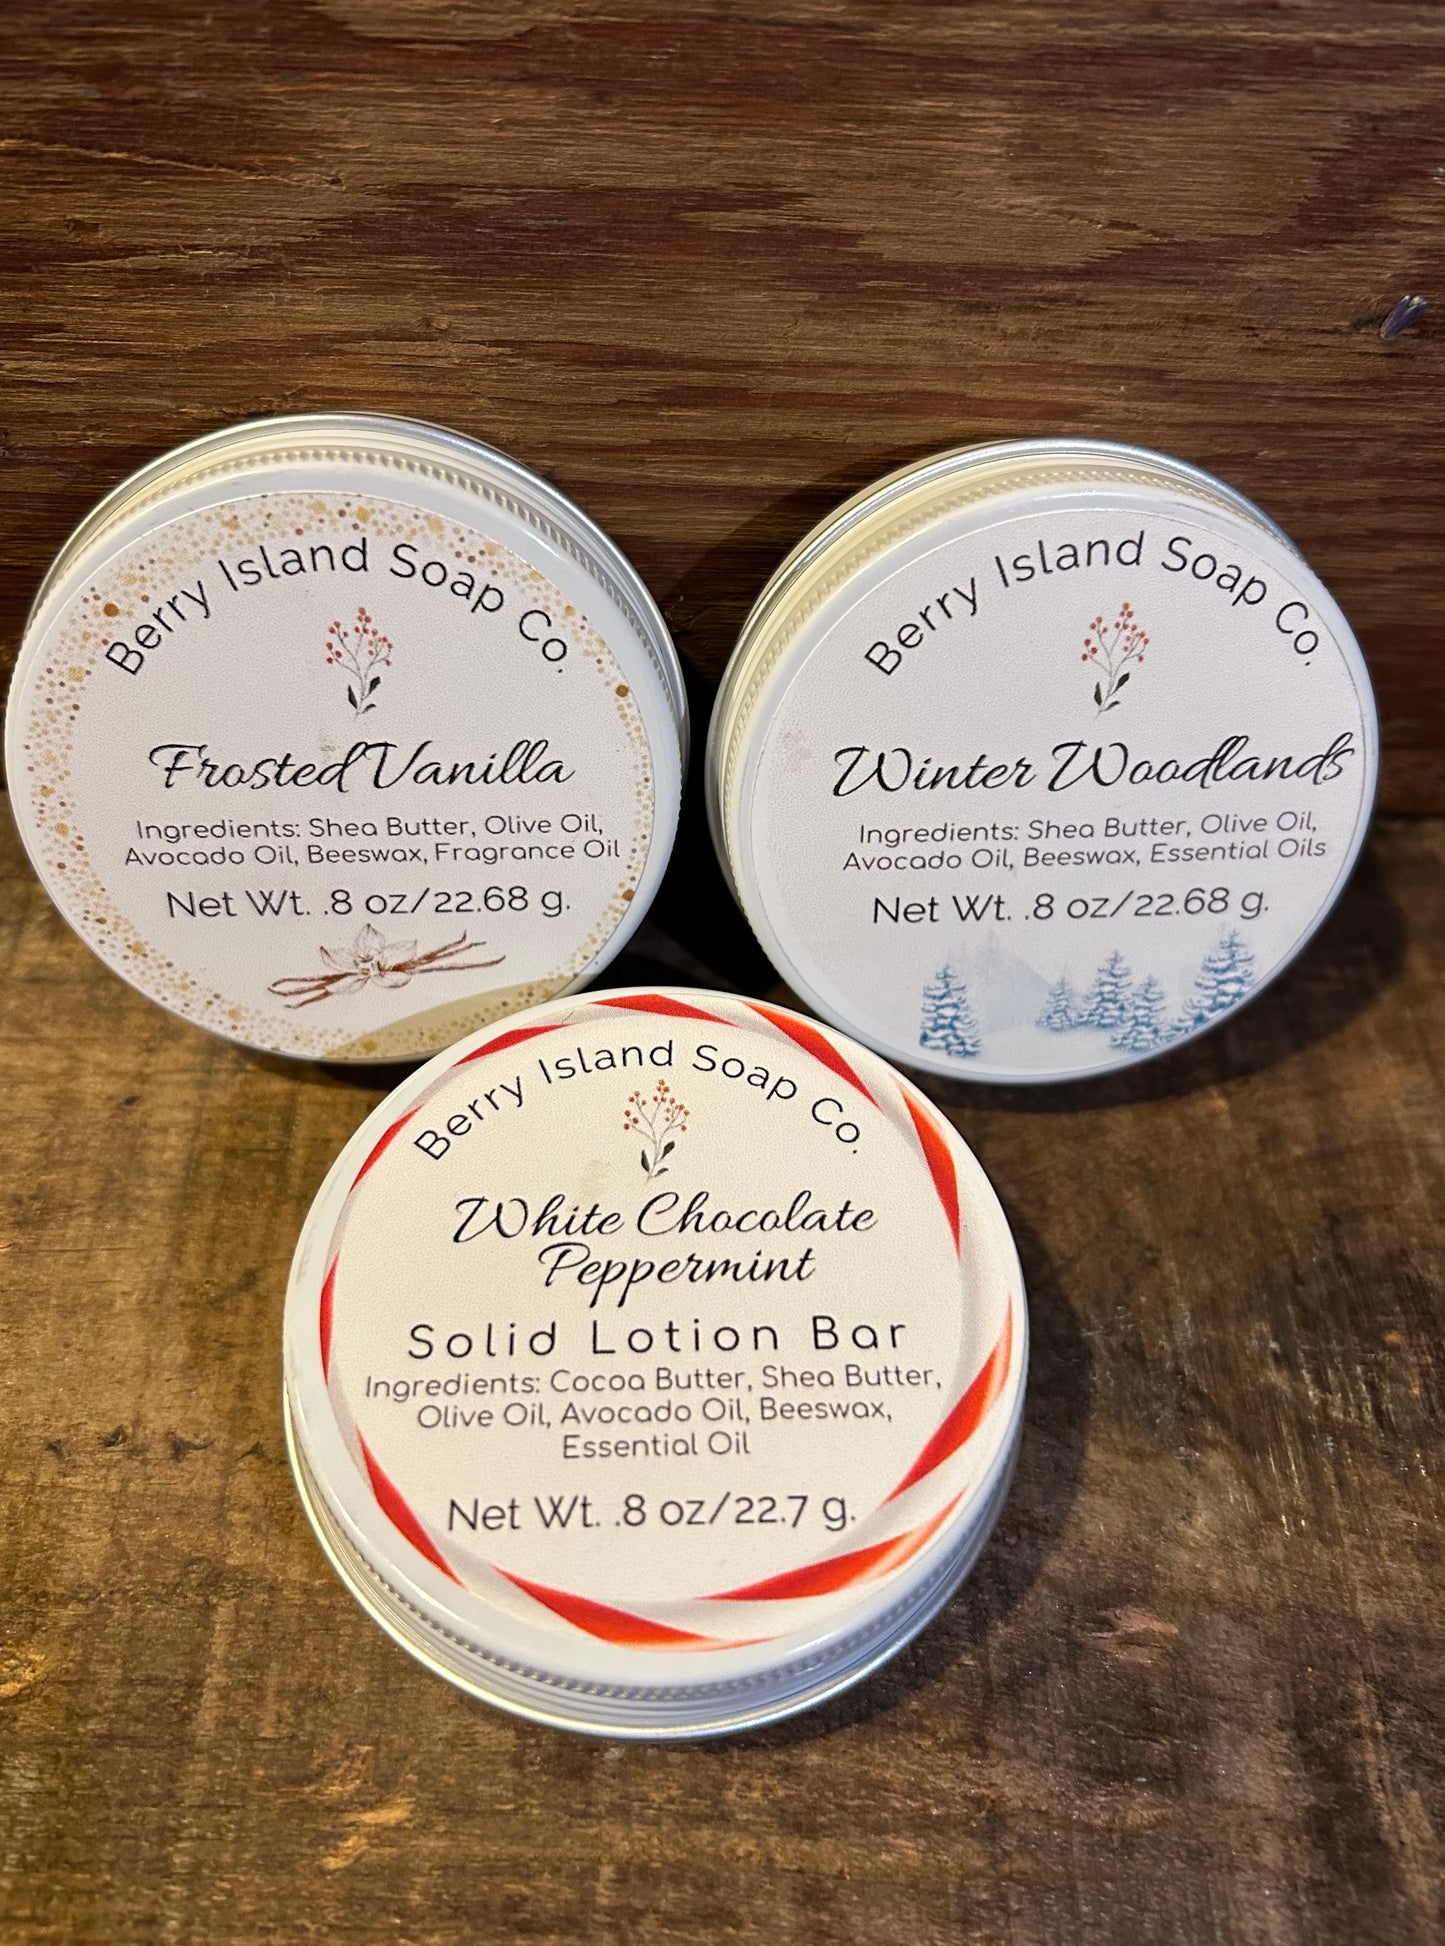 Berry Island Soap Co.
Frosted Vanilla
Ingredients: Shea Butter, Olive Oil,
Avocado Oil, Beeswax, Fragrance Oil
Net Wt. .8 oz/22.68 g.
Berry Island Soap Co.
Winter Woodlands
Ingredients: Shea Butter, Olive Oil,
Avocado Oil, Beeswax, Essential Oils
Net Wt. .8 oz/22.68 g.
Berry Island Soap Co.
White Chocolate
Peppermint
Solid Lotion Bar
Ingredients: Cocoa Butter, Shea Butter,
Olive Oil, Avocado Oil, Beeswax,
Essential Oil
Net Wt. .8 oz/22.7 g.